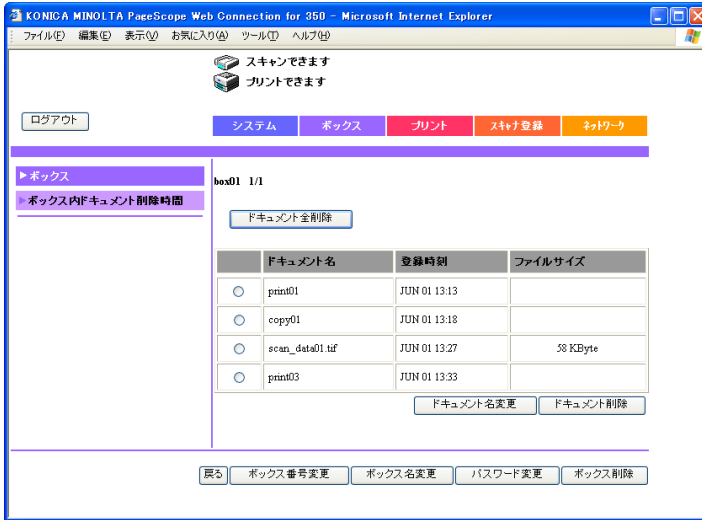 KONICA MINOLTA PageScope Web Connection for 350 - Microsoft Internet Explorer
ファイル(F) 編集(E) 表示(V) お気に入り(A) ツール(T) ヘルプ(H)
スキャンできます
プリントできます
ログアウト
システム ボックス プリント スキャナ登録 ネットワーク
▶ボックス
▶ボックス内ドキュメント削除時間
box01 1/1
ドキュメント全削除
ドキュメント名 登録時刻 ファイルサイズ
print01 JUN 01 13:13
copy01 JUN 01 13:18
scan_data01.tif JUN 01 13:27 58 KByte
print03 JUN 01 13:33
ドキュメント名変更 ドキュメント削除
戻る ボックス番号変更 ボックス名変更 パスワード変更 ボックス削除